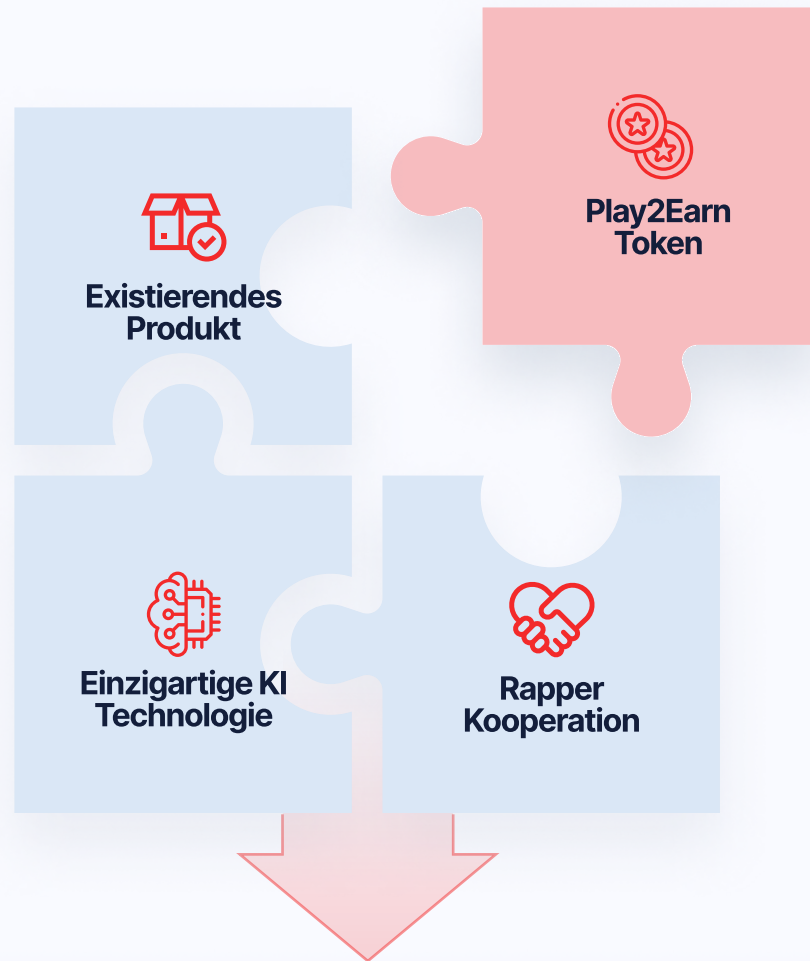 Play2Earn
Token
Existierendes
Produkt
Einzigartige KI
Technologie
Rapper
Kooperation